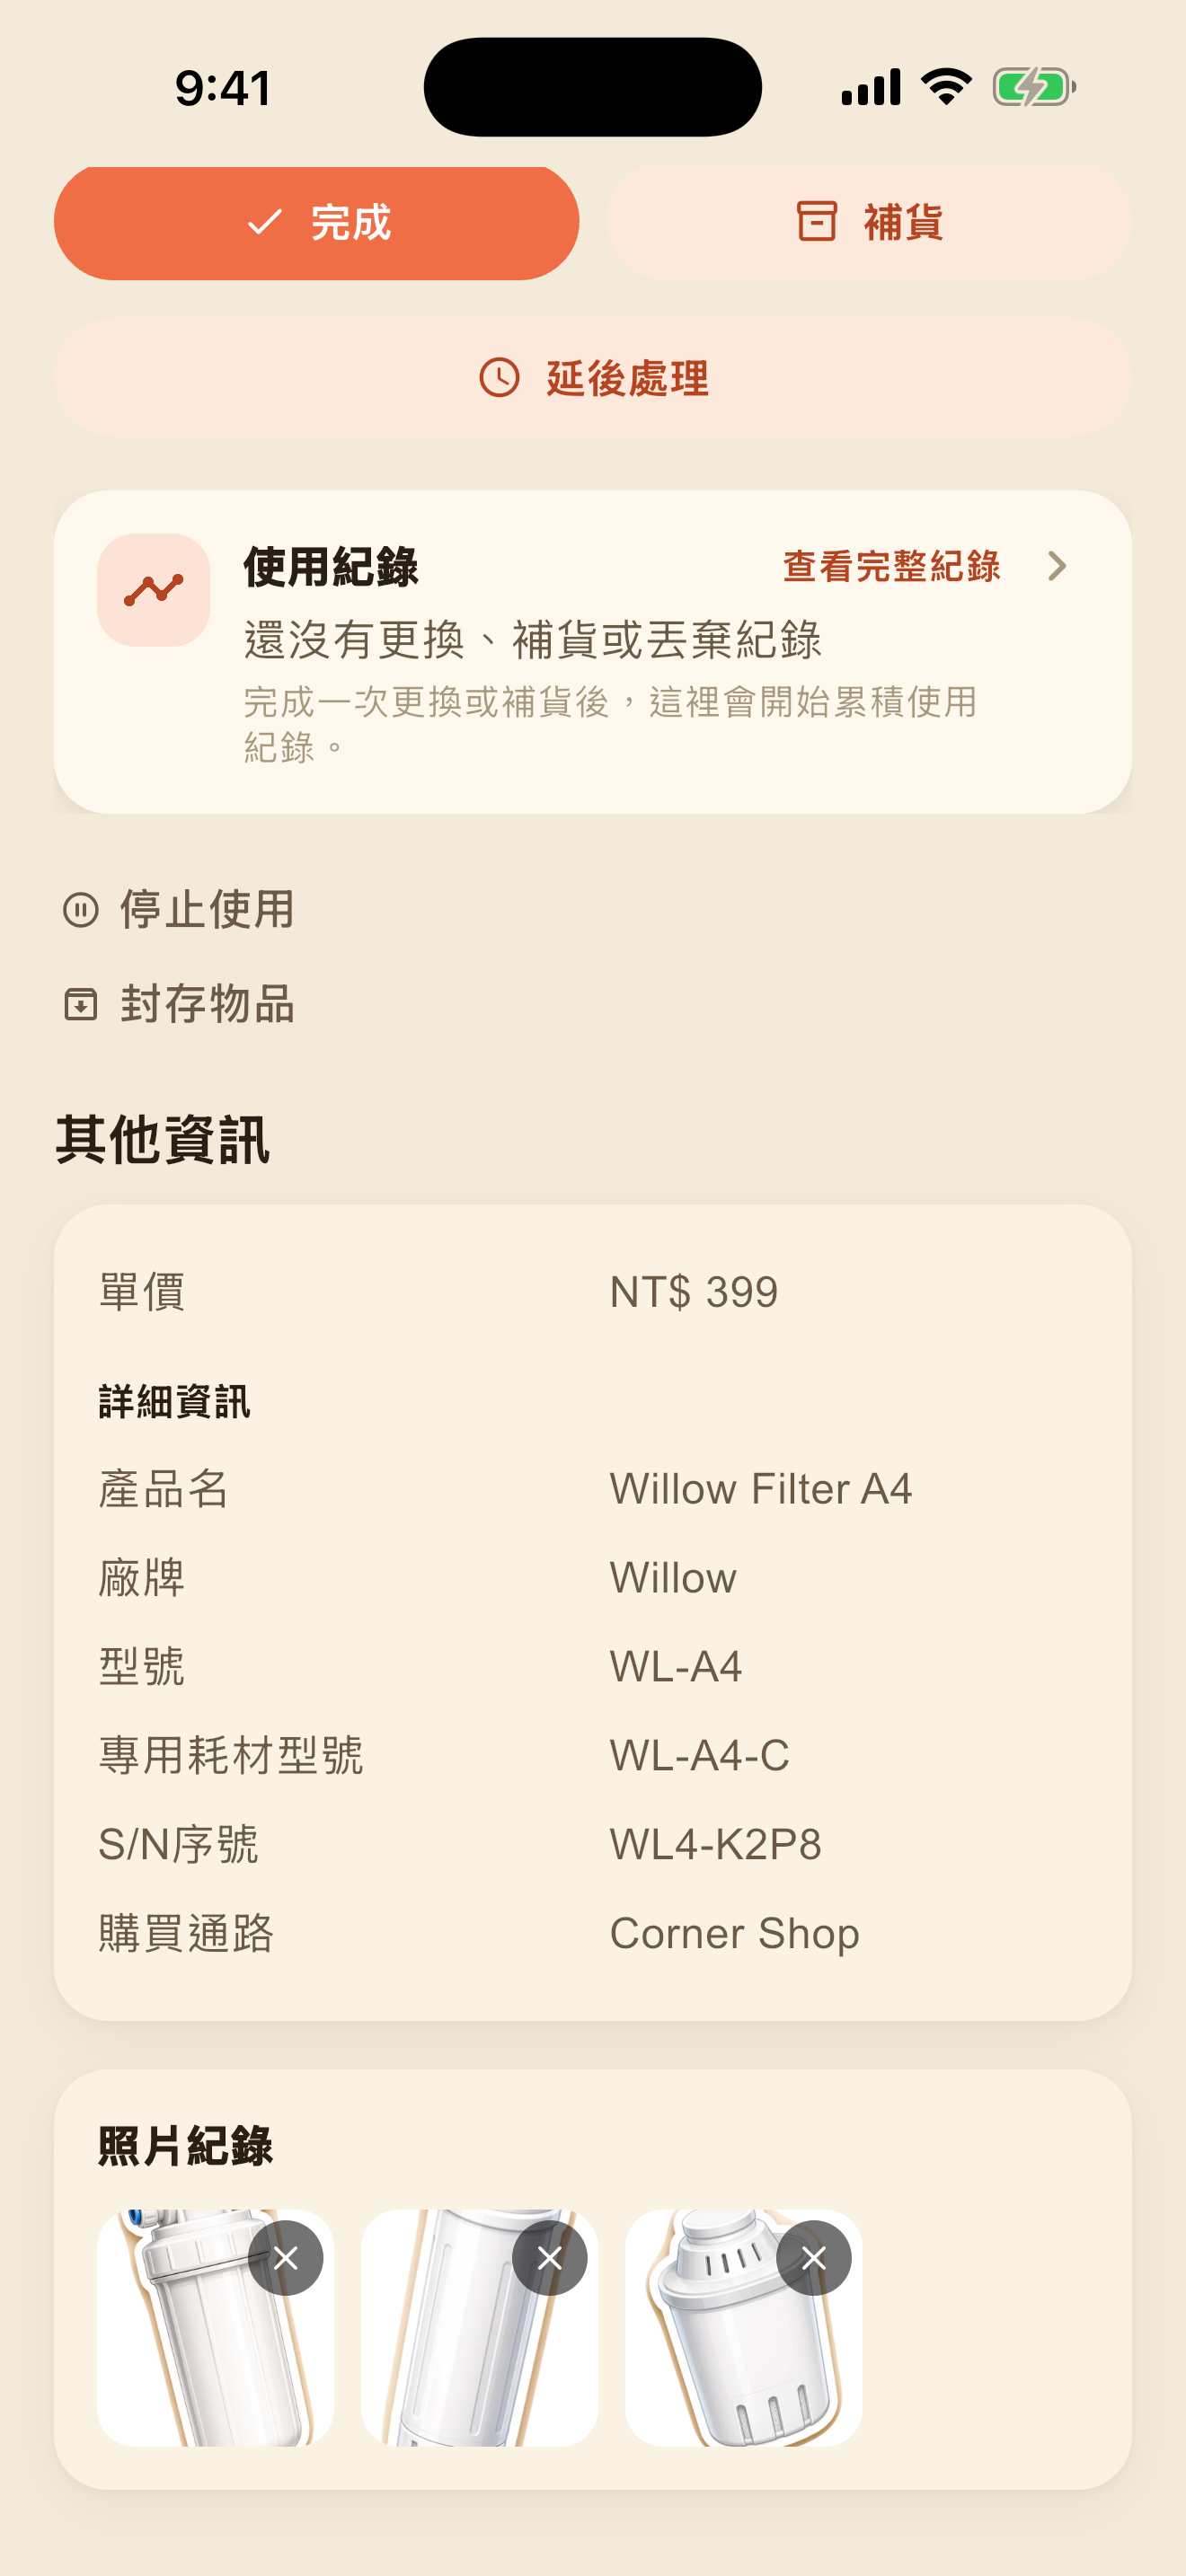 9:41
完成
補貨
延後處理
使用紀錄
查看完整紀錄
還沒有更換、補貨或丟棄紀錄
完成一次更換或補貨後，這裡會開始累積使用
紀錄。
停止使用
封存物品
其他資訊
單價 NT$ 399
詳細資訊
產品名 Willow Filter A4
廠牌 Willow
型號 WL-A4
專用耗材型號 WL-A4-C
S/N序號 WL4-K2P8
購買通路 Corner Shop
照片紀錄